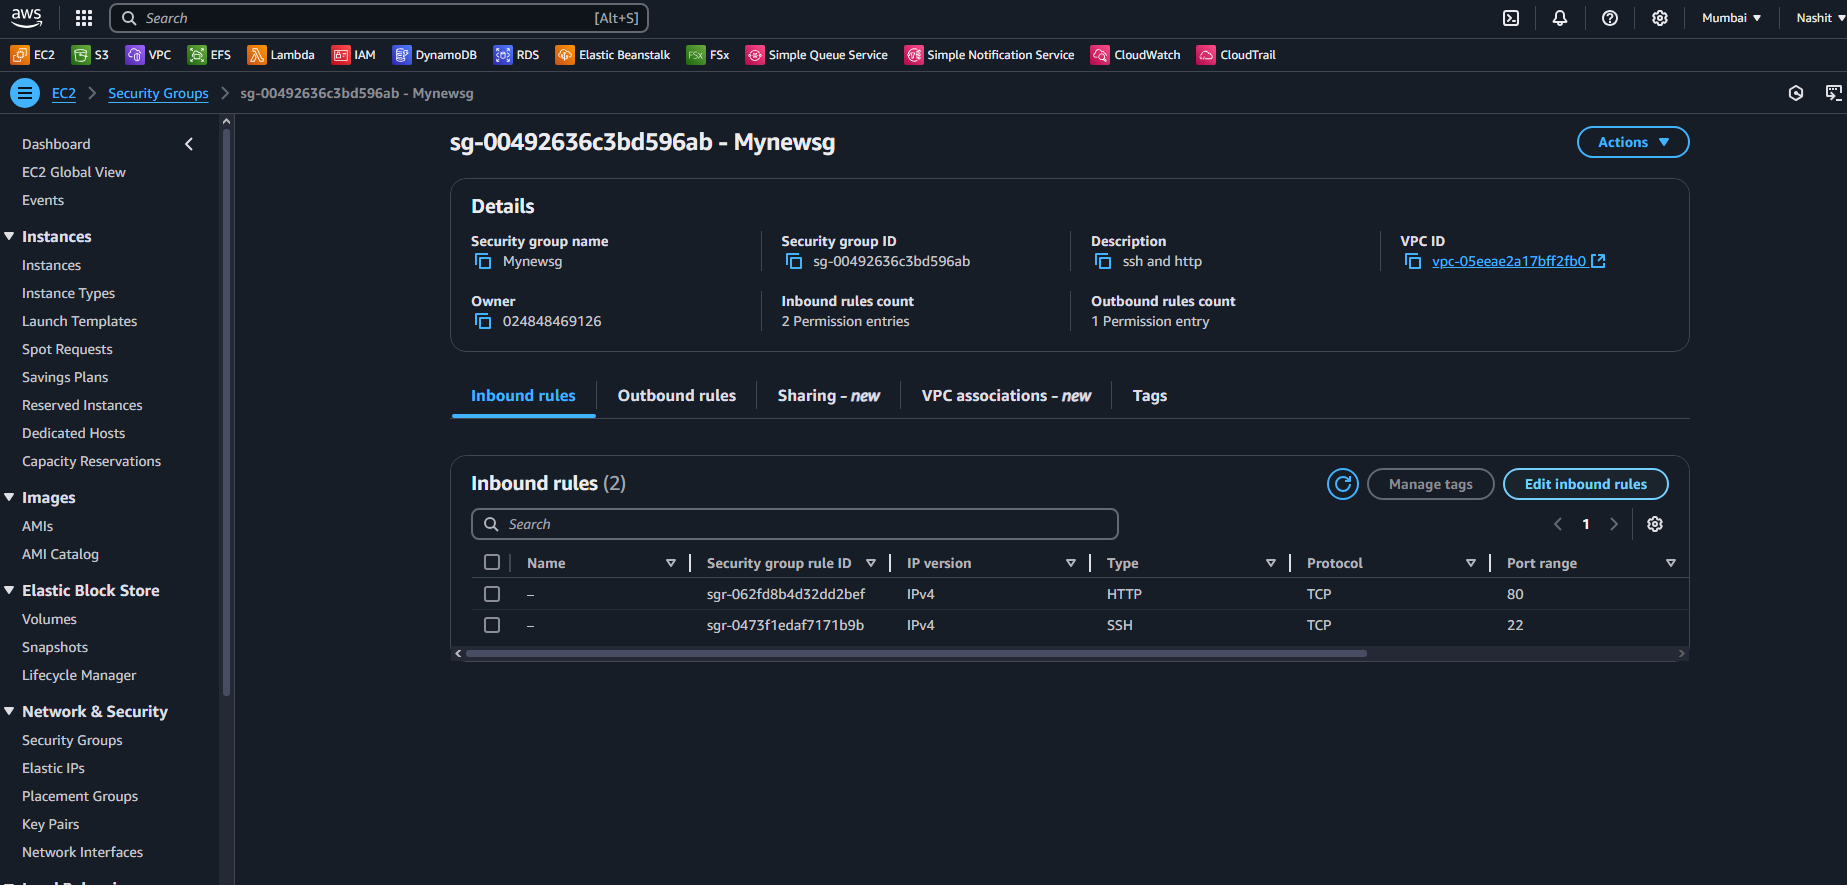 aws
Search [Alt+S]
Mumbai ▼ Nashit ▼
EC2 S3 VPC EFS Lambda IAM DynamoDB RDS Elastic Beanstalk FSx FSx Simple Queue Service Simple Notification Service CloudWatch CloudTrail
EC2 > Security Groups > sg-00492636c3bd596ab - Mynewsg
Dashboard
EC2 Global View
Events
Instances
Instances
Instance Types
Launch Templates
Spot Requests
Savings Plans
Reserved Instances
Dedicated Hosts
Capacity Reservations
Images
AMIs
AMI Catalog
Elastic Block Store
Volumes
Snapshots
Lifecycle Manager
Network & Security
Security Groups
Elastic IPs
Placement Groups
Key Pairs
Network Interfaces
sg-00492636c3bd596ab - Mynewsg
Actions ▼
Details
Security group name Security group ID Description VPC ID
Mynewsg sg-00492636c3bd596ab ssh and http vpc-05eeae2a17bff2fb0
Owner Inbound rules count Outbound rules count
024848469126 2 Permission entries 1 Permission entry
Inbound rules Outbound rules Sharing - new VPC associations - new Tags
Inbound rules (2)
Manage tags Edit inbound rules
Search
1
Name Security group rule ID IP version Type Protocol Port range
– sgr-062fd8b4d32dd2bef IPv4 HTTP TCP 80
– sgr-0473f1edaf7171b9b IPv4 SSH TCP 22